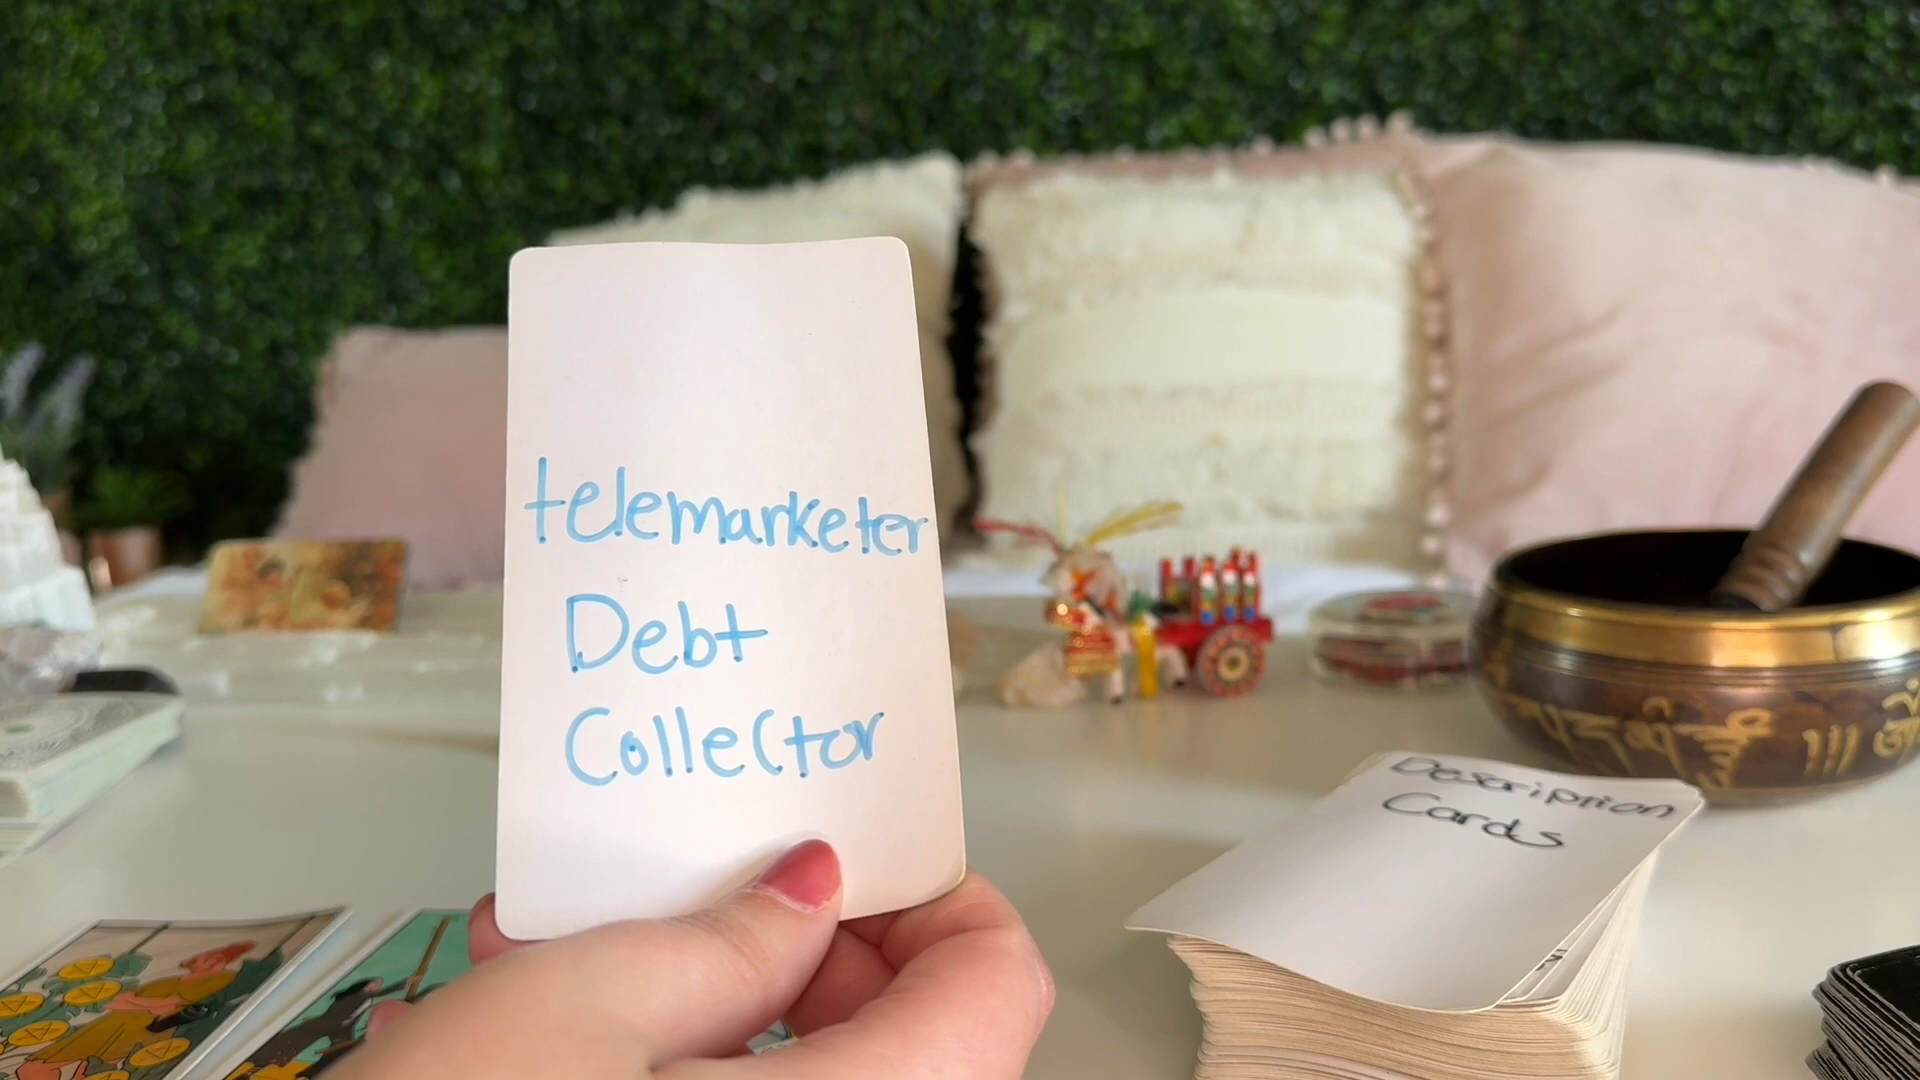 telemarketer
Debt
Collector
Description
Cards